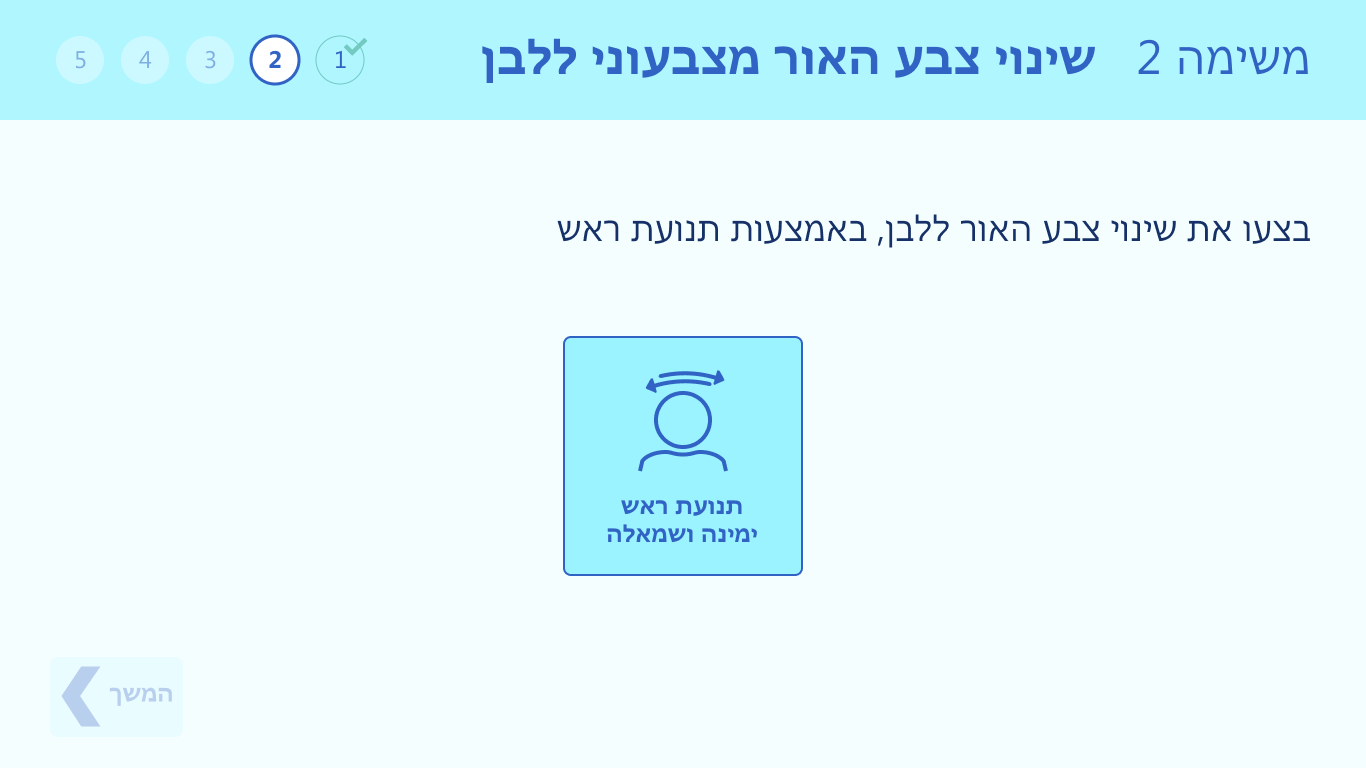 משימה 2 שינוי צבע האור מצבעוני ללבן
1 2 3 4 5
בצעו את שינוי צבע האור ללבן, באמצעות תנועת ראש
תנועת ראש
ימינה ושמאלה
המשך